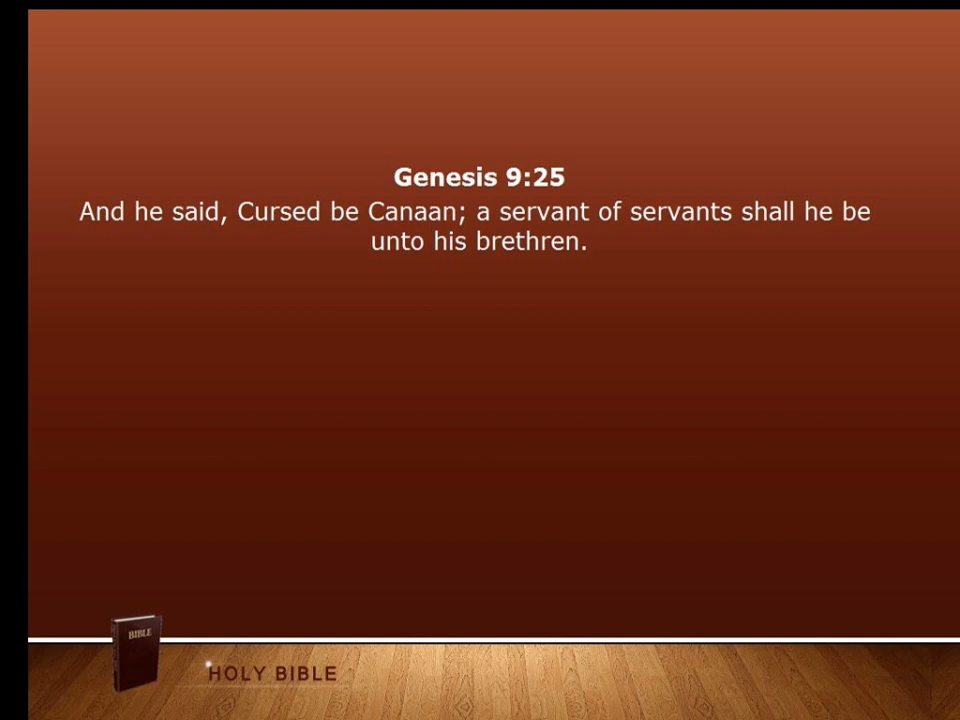 Genesis 9:25
And he said, Cursed be Canaan; a servant of servants shall he be
unto his brethren.
BIBLE
HOLY BIBLE